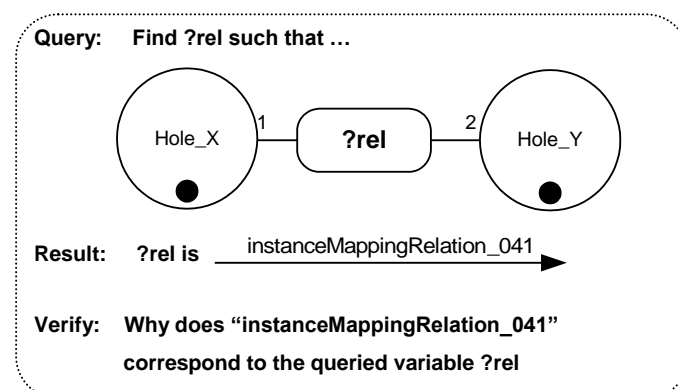 Query: Find ?rel such that …
1 2
Hole_X ?rel Hole_Y
instanceMappingRelation_041
Result: ?rel is
Verify: Why does “instanceMappingRelation_041”
correspond to the queried variable ?rel